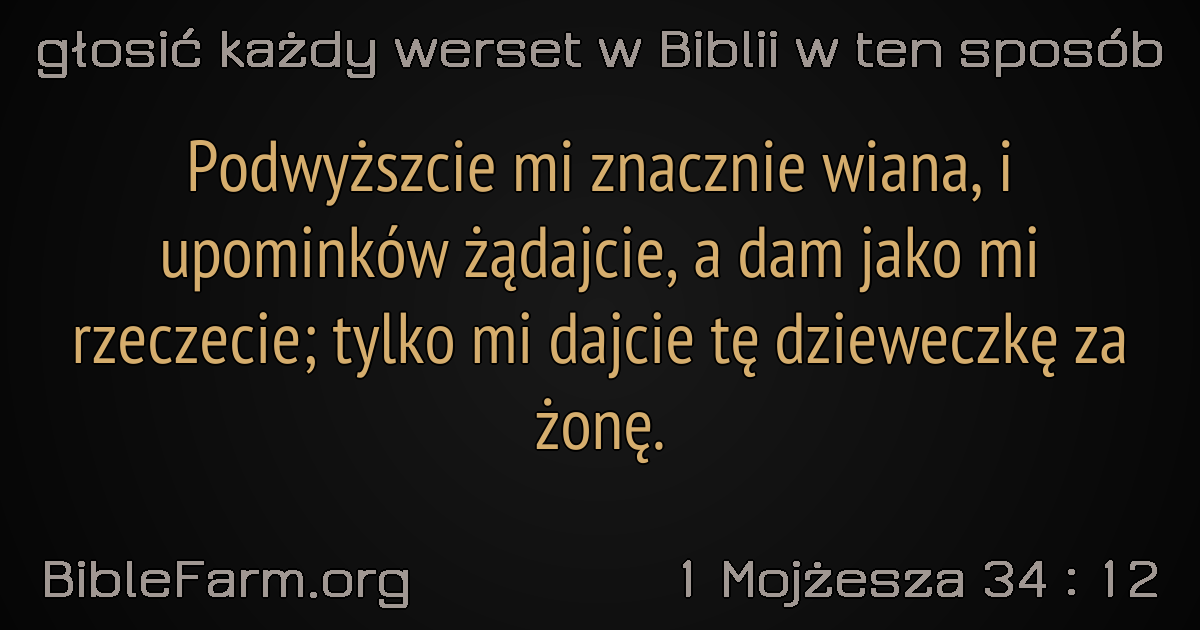 głosić każdy werset w Biblii w ten sposób
Podwyższcie mi znacznie wiana, i
upominków żądajcie, a dam jako mi
rzeczecie; tylko mi dajcie tę dzieweczkę za
żonę.
BibleFarm.org
1 Mojżesza 34 : 12